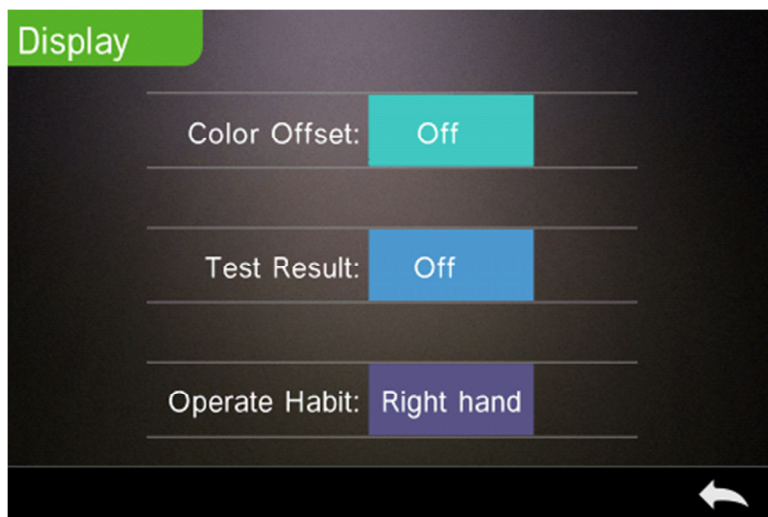 Display
Color Offset: Off
Test Result: Off
Operate Habit: Right hand